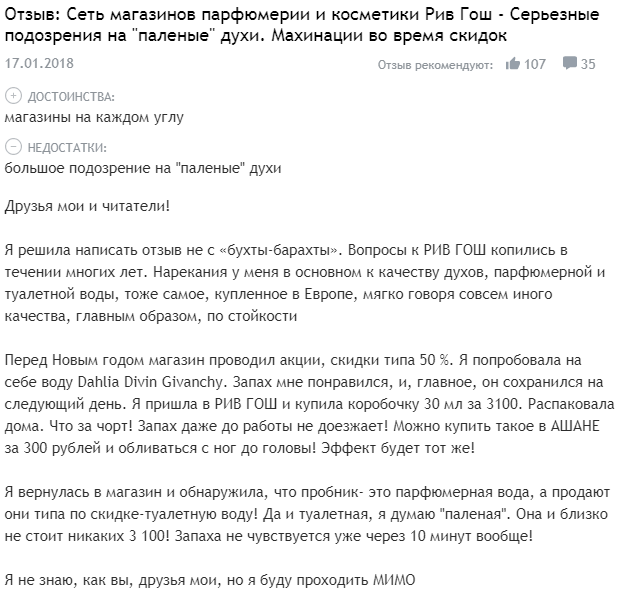 Отзыв: Сеть магазинов парфюмерии и косметики Рив Гош - Серьезные
подозрения на "паленые" духи. Махинации во время скидок
17.01.2018
Отзыв рекомендуют: 107 35
ДОСТОИНСТВА:
магазины на каждом углу
НЕДОСТАТКИ:
большое подозрение на "паленые" духи
Друзья мои и читатели!
Я решила написать отзыв не с «бухты-барахты». Вопросы к РИВ ГОШ копились в
течении многих лет. Нарекания у меня в основном к качеству духов, парфюмерной и
туалетной воды, тоже самое, купленное в Европе, мягко говоря совсем иного
качества, главным образом, по стойкости
Перед Новым годом магазин проводил акции, скидки типа 50 %. Я попробовала на
себе воду Dahlia Divin Givanchy. Запах мне понравился, и, главное, он сохранился на
следующий день. Я пришла в РИВ ГОШ и купила коробочку 30 мл за 3100. Распаковала
дома. Что за чорт! Запах даже до работы не доезжает! Можно купить такое в АШАНЕ
за 300 рублей и обливаться с ног до головы! Эффект будет тот же!
Я вернулась в магазин и обнаружила, что пробник- это парфюмерная вода, а продают
они типа по скидке-туалетную воду! Да и туалетная, я думаю "паленая". Она и близко
не стоит никаких 3 100! Запаха не чувствуется уже через 10 минут вообще!
Я не знаю, как вы, друзья мои, но я буду проходить МИМО